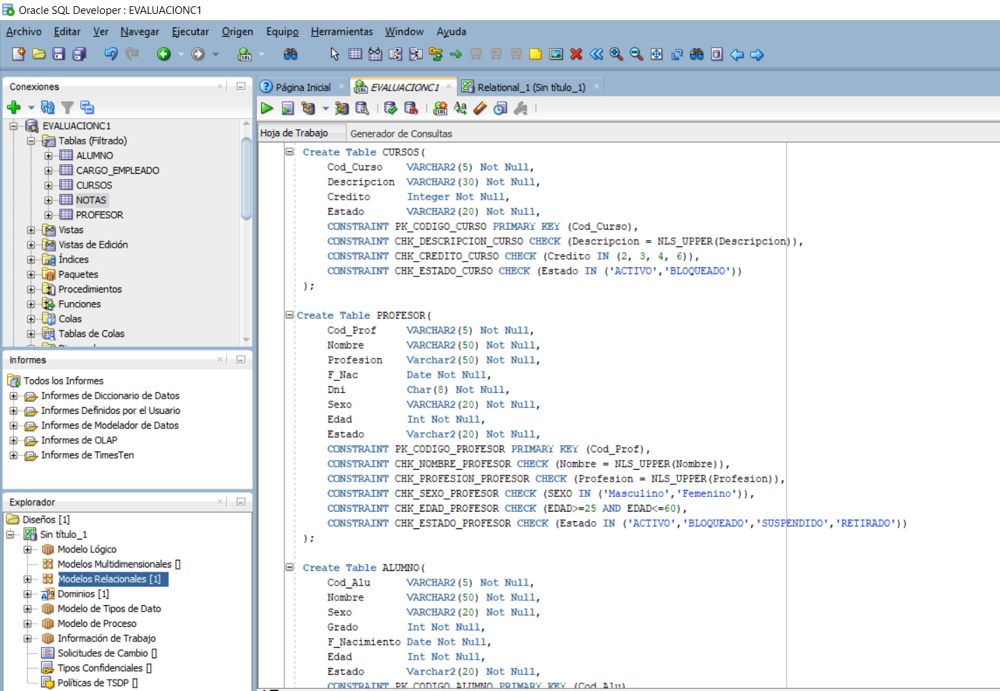 Oracle SQL Developer : EVALUACIONC1
Archivo Editar Ver Navegar Ejecutar Origen Equipo Herramientas Window Ayuda
Conexiones
EVALUACIONC1
Tablas (Filtrado)
ALUMNO
CARGO_EMPLEADO
CURSOS
NOTAS
PROFESOR
Vistas
Vistas de Edición
Índices
Paquetes
Procedimientos
Funciones
Colas
Tablas de Colas
Informes
Todos los Informes
Informes de Diccionario de Datos
Informes Definidos por el Usuario
Informes de Modelador de Datos
Informes de OLAP
Informes de TimesTen
Explorador
Diseños [1]
Sin título_1
Modelo Lógico
Modelos Multidimensionales []
Modelos Relacionales [1]
Dominios [1]
Modelo de Tipos de Dato
Modelo de Proceso
Información de Trabajo
Solicitudes de Cambio []
Tipos Confidenciales []
Políticas de TSDP []
Página Inicial EVALUACIONC1 Relational_1 (Sin título_1)
Hoja de Trabajo Generador de Consultas
Create Table CURSOS(
Cod_Curso VARCHAR2(5) Not Null,
Descripcion VARCHAR2(30) Not Null,
Credito Integer Not Null,
Estado VARCHAR2(20) Not Null,
CONSTRAINT PK_CODIGO_CURSO PRIMARY KEY (Cod_Curso),
CONSTRAINT CHK_DESCRIPCION_CURSO CHECK (Descripcion = NLS_UPPER(Descripcion)),
CONSTRAINT CHK_CREDITO_CURSO CHECK (Credito IN (2, 3, 4, 6)),
CONSTRAINT CHK_ESTADO_CURSO CHECK (Estado IN ('ACTIVO','BLOQUEADO'))
);
Create Table PROFESOR(
Cod_Prof VARCHAR2(5) Not Null,
Nombre VARCHAR2(50) Not Null,
Profesion Varchar2(50) Not Null,
F_Nac Date Not Null,
Dni Char(8) Not Null,
Sexo VARCHAR2(20) Not Null,
Edad Int Not Null,
Estado Varchar2(20) Not Null,
CONSTRAINT PK_CODIGO_PROFESOR PRIMARY KEY (Cod_Prof),
CONSTRAINT CHK_NOMBRE_PROFESOR CHECK (Nombre = NLS_UPPER(Nombre)),
CONSTRAINT CHK_PROFESION_PROFESOR CHECK (Profesion = NLS_UPPER(Profesion)),
CONSTRAINT CHK_SEXO_PROFESOR CHECK (SEXO IN ('Masculino','Femenino')),
CONSTRAINT CHK_EDAD_PROFESOR CHECK (EDAD>=25 AND EDAD<=60),
CONSTRAINT CHK_ESTADO_PROFESOR CHECK (Estado IN ('ACTIVO','BLOQUEADO','SUSPENDIDO','RETIRADO'))
);
Create Table ALUMNO(
Cod_Alu VARCHAR2(5) Not Null,
Nombre VARCHAR2(50) Not Null,
Sexo VARCHAR2(20) Not Null,
Grado Int Not Null,
F_Nacimiento Date Not Null,
Edad Int Not Null,
Estado Varchar2(20) Not Null,
CONSTRAINT PK_CODIGO_ALUMNO PRIMARY KEY (Cod_Alu)